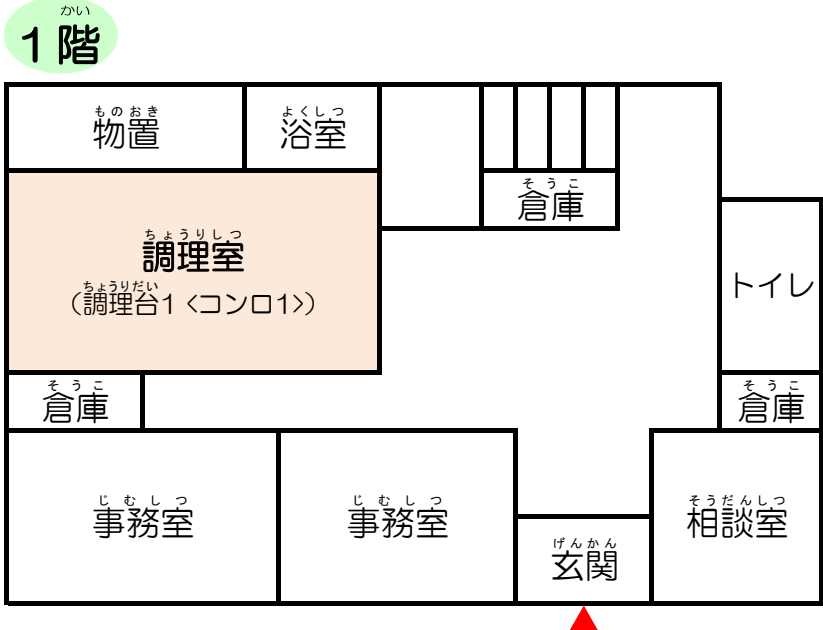 かい
1階
ものおき
物置
よくしつ
浴室
そうこ
倉庫
ちょうりしつ
調理室
ちょうりだい
（調理台1<コンロ1>）
トイレ
そうこ
倉庫
そうこ
倉庫
じむしつ
事務室
じむしつ
事務室
そうだんしつ
相談室
げんかん
玄関